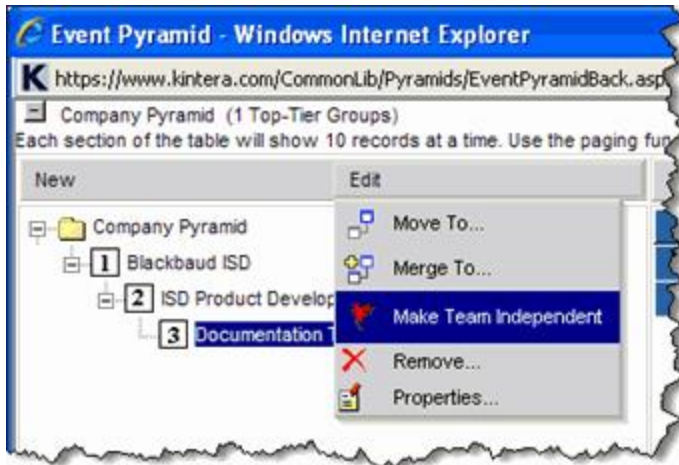 Event Pyramid - Windows Internet Explorer
K https://www.kintera.com/CommonLib/Pyramids/EventPyramidBack.asp
Company Pyramid (1 Top-Tier Groups)
Each section of the table will show 10 records at a time. Use the paging
New Edit
Company Pyramid
1 Blackbaud ISD
2 ISD Product
3 Documentation
Move To...
Merge To...
Make Team Independent
Remove...
Properties...